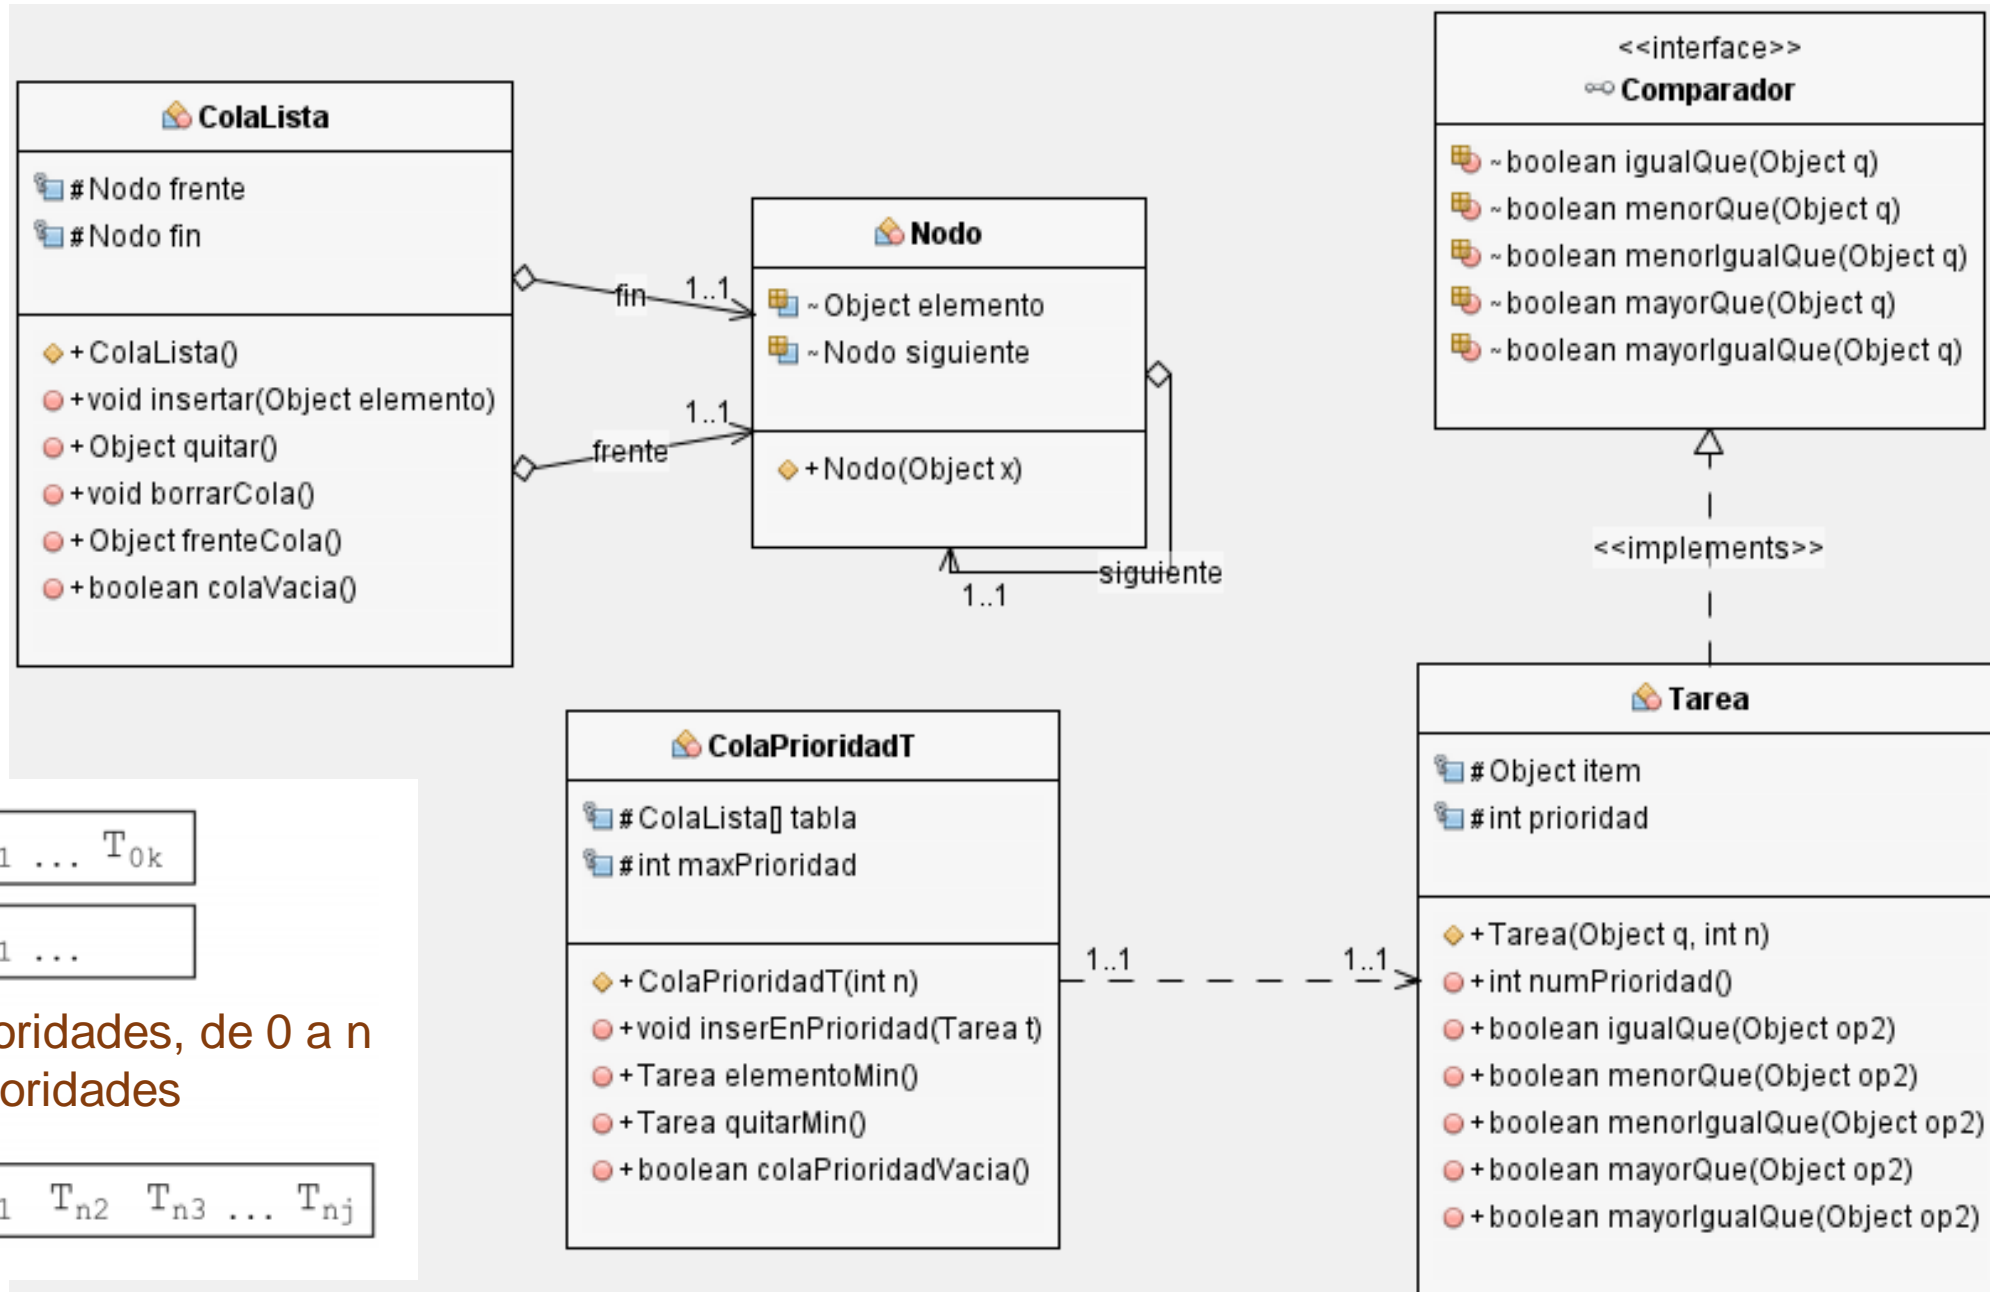 ColaLista
#Nodo frente
#Nodo fin
+ColaLista()
+void insertar(Object elemento)
+Object quitar()
+void borrarCola()
+Object frenteCola()
+boolean colaVacia()
fin
1..1
frente
1..1
Nodo
~Object elemento
~Nodo siguiente
+Nodo(Object x)
siguiente
1..1
<<interface>>
Comparador
~boolean igualQue(Object q)
~boolean menorQue(Object q)
~boolean menorIgualQue(Object q)
~boolean mayorQue(Object q)
~boolean mayorIgualQue(Object q)
<<implements>>
ColaPrioridadT
#ColaLista[] tabla
#int maxPrioridad
+ColaPrioridadT(int n)
+void inserEnPrioridad(Tarea t)
+Tarea elementoMin()
+Tarea quitarMin()
+boolean colaPrioridadVacia()
1..1
1..1
Tarea
#Object item
#int prioridad
+Tarea(Object q, int n)
+int numPrioridad()
+boolean igualQue(Object op2)
+boolean menorQue(Object op2)
+boolean menorIgualQue(Object op2)
+boolean mayorQue(Object op2)
+boolean mayorIgualQue(Object op2)
1 ... T0k
1 ...
oridades, de 0 a n
oridades
1 Tn2 Tn3 ... Tnj